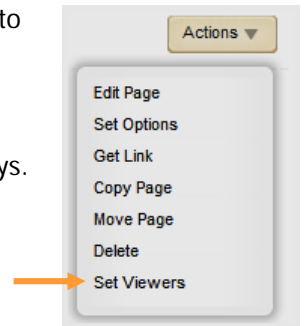 to
Actions
Edit Page
Set Options
Get Link
ys.
Copy Page
Move Page
Delete
Set Viewers